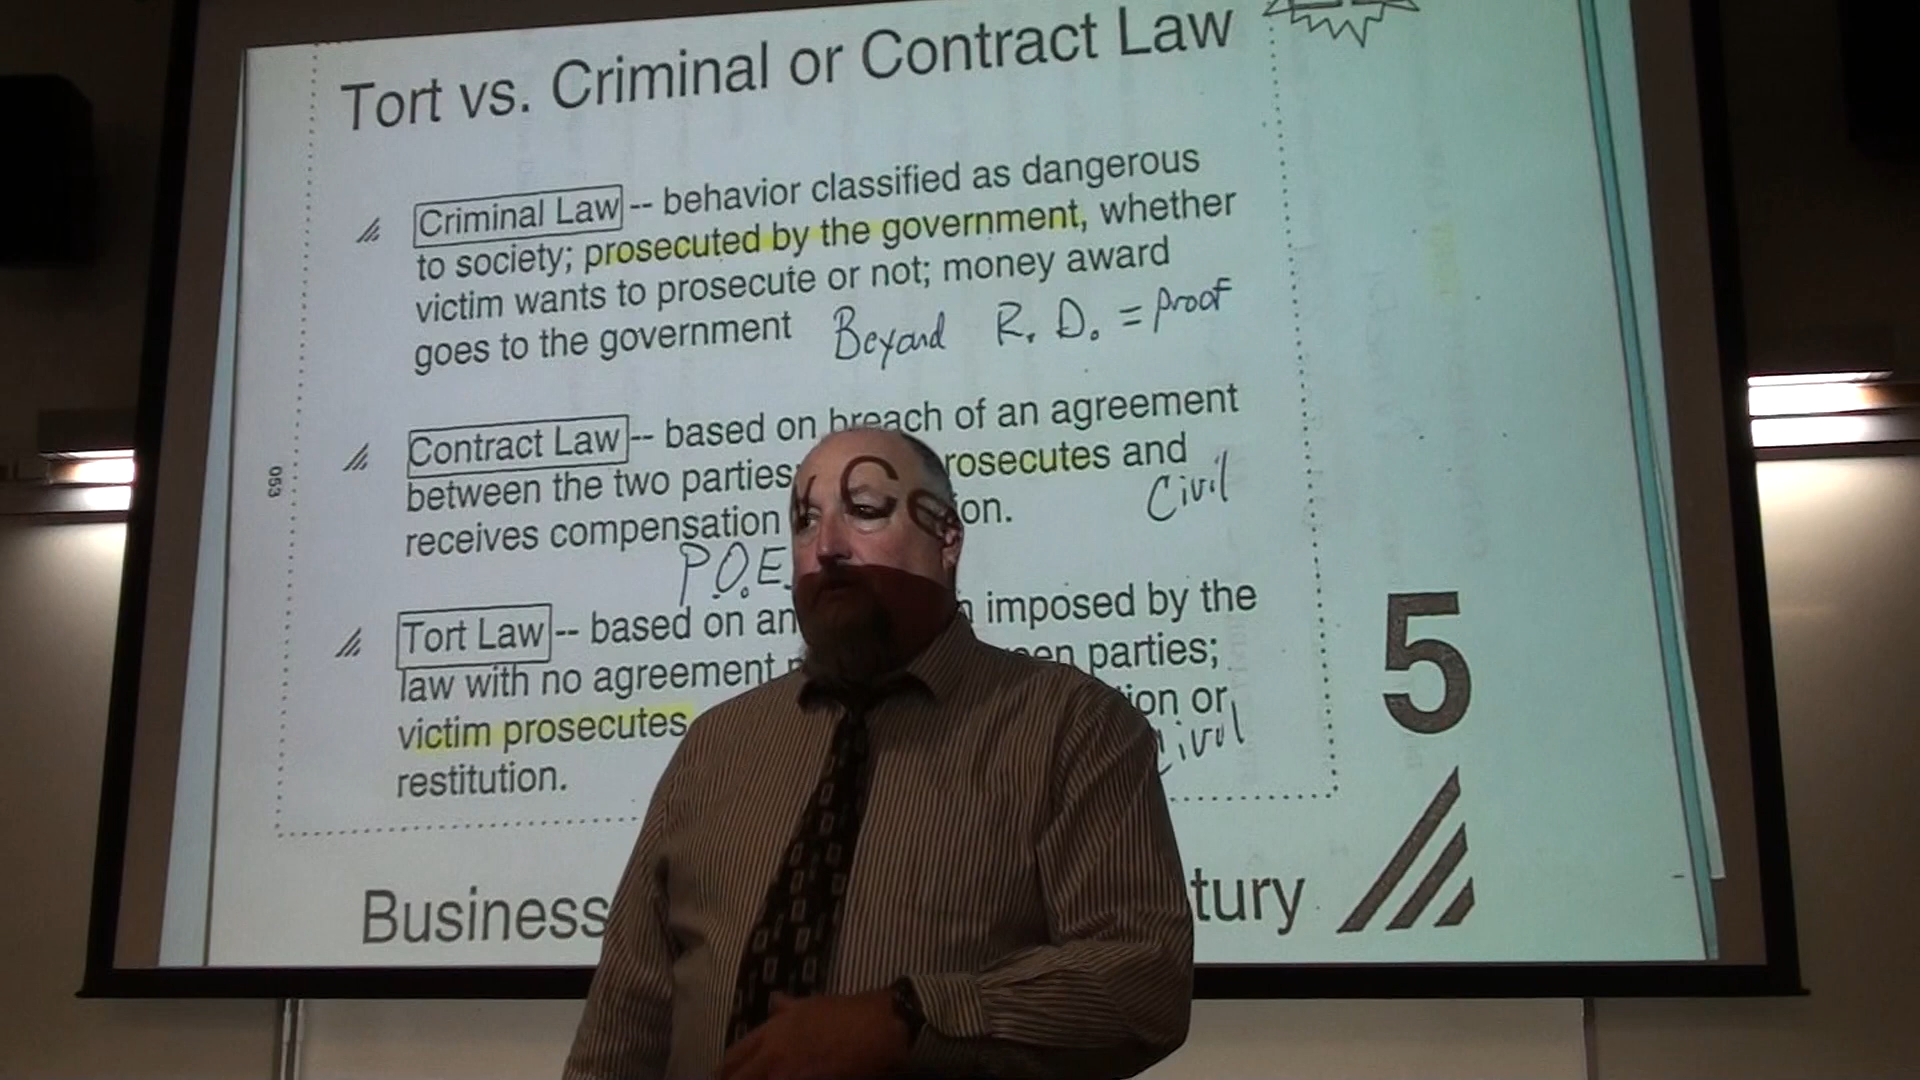 Tort vs. Criminal or Contract Law
Criminal Law -- behavior classified as dangerous
to society; prosecuted by the government, whether
victim wants to prosecute or not; money award
goes to the government Beyond R. D. = proof
Contract Law -- based on breach of an agreement
between the two parties rosecutes and
receives compensation on. Civil
P.O.E.
Tort Law -- based on an imposed by the
law with no agreement een parties;
victim prosecutes ion or
restitution. ivil
053
5
Business tury